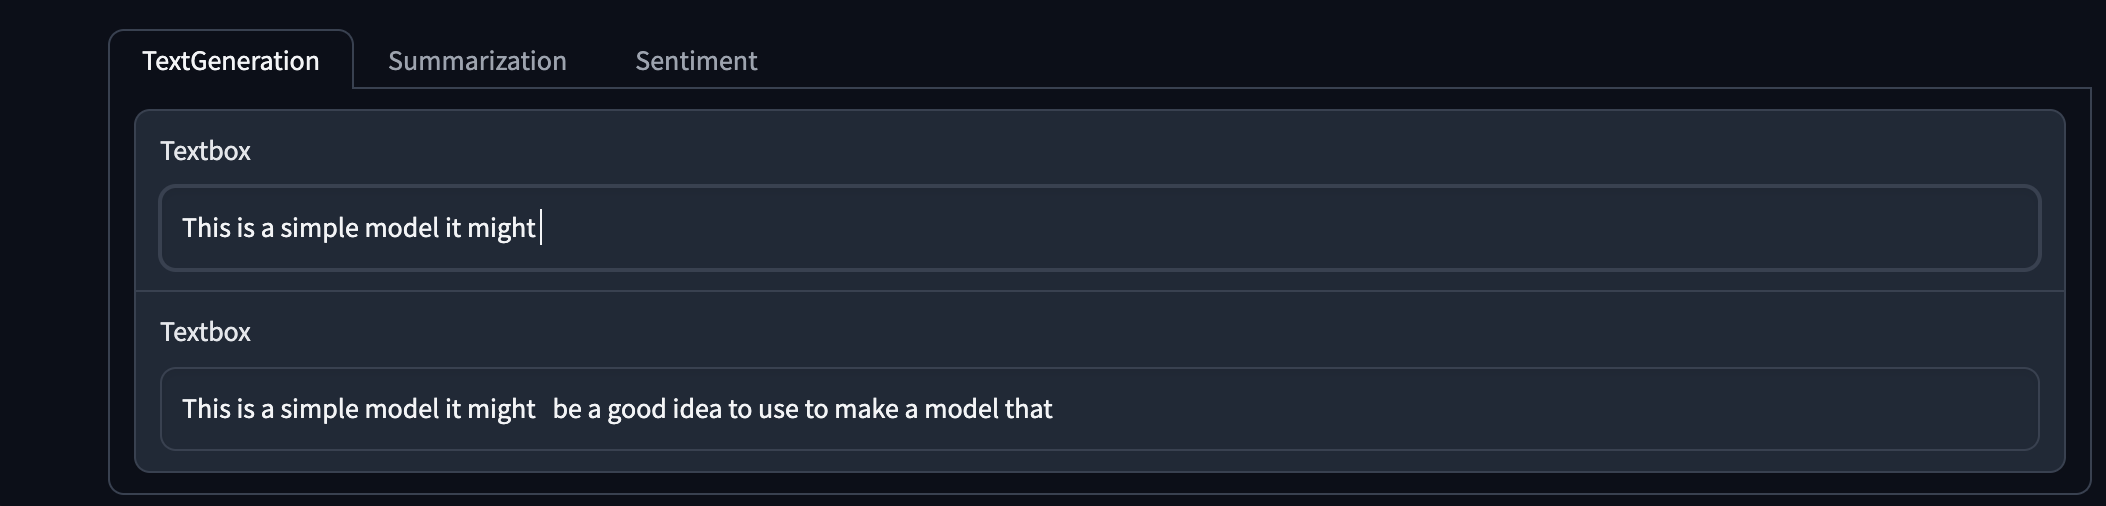 TextGeneration Summarization Sentiment
Textbox
This is a simple model it might
Textbox
This is a simple model it might  be a good idea to use to make a model that